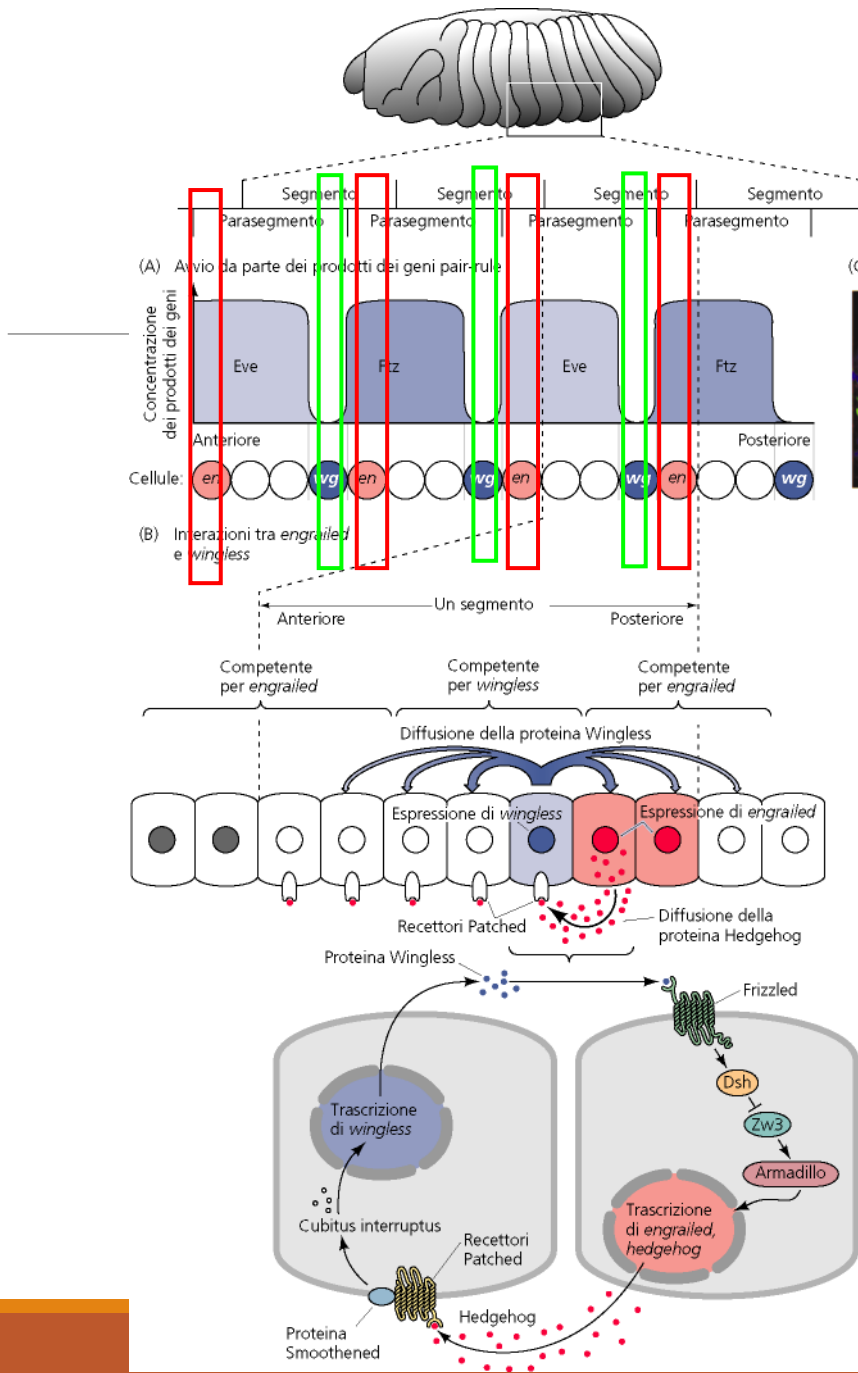 Segmento Segmento Segmento Segmento
Parasegmento Parasegmento Parasegmento Parasegmento
(A) Avvio da parte dei prodotti dei geni pair-rule
(C
Concentrazione
dei prodotti dei geni
Eve Ftz Eve Ftz
Anteriore Posteriore
Cellule: en wg en wg en wg en wg
(B) Interazioni tra engrailed
e wingless
Un segmento
Anteriore Posteriore
Competente
per engrailed
Competente
per wingless
Competente
per engrailed
Diffusione della proteina Wingless
Espressione di wingless
Espressione di engrailed
Recettori Patched
Diffusione della
proteina Hedgehog
Proteina Wingless
Frizzled
Dsh
Zw3
Armadillo
Trascrizione
di wingless
Trascrizione
di engrailed,
hedgehog
Cubitus interruptus
Recettori
Patched
Hedgehog
Proteina
Smoothened